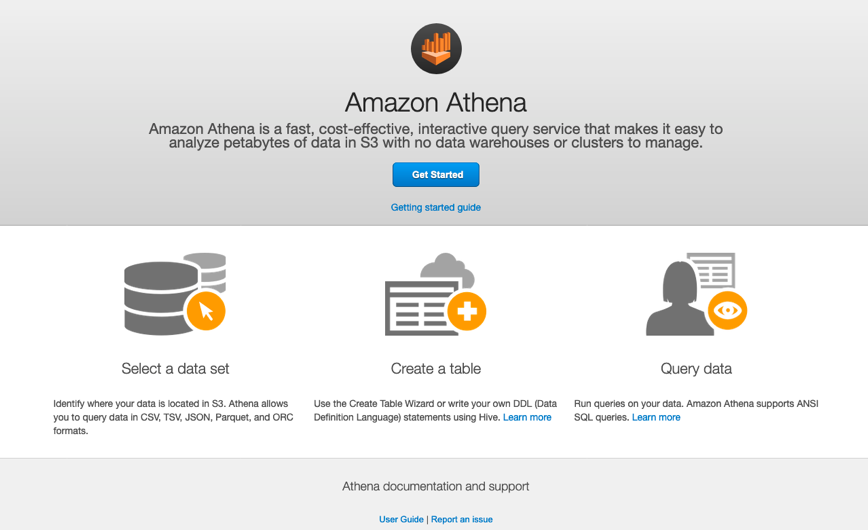 Amazon Athena
Amazon Athena is a fast, cost-effective, interactive query service that makes it easy to
analyze petabytes of data in S3 with no data warehouses or clusters to manage.
Get Started
Getting started guide
Select a data set
Identify where your data is located in S3. Athena allows
you to query data in CSV, TSV, JSON, Parquet, and ORC
formats.
Create a table
Use the Create Table Wizard or write your own DDL (Data
Definition Language) statements using Hive. Learn more
Query data
Run queries on your data. Amazon Athena supports ANSI
SQL queries. Learn more
Athena documentation and support
User Guide | Report an issue